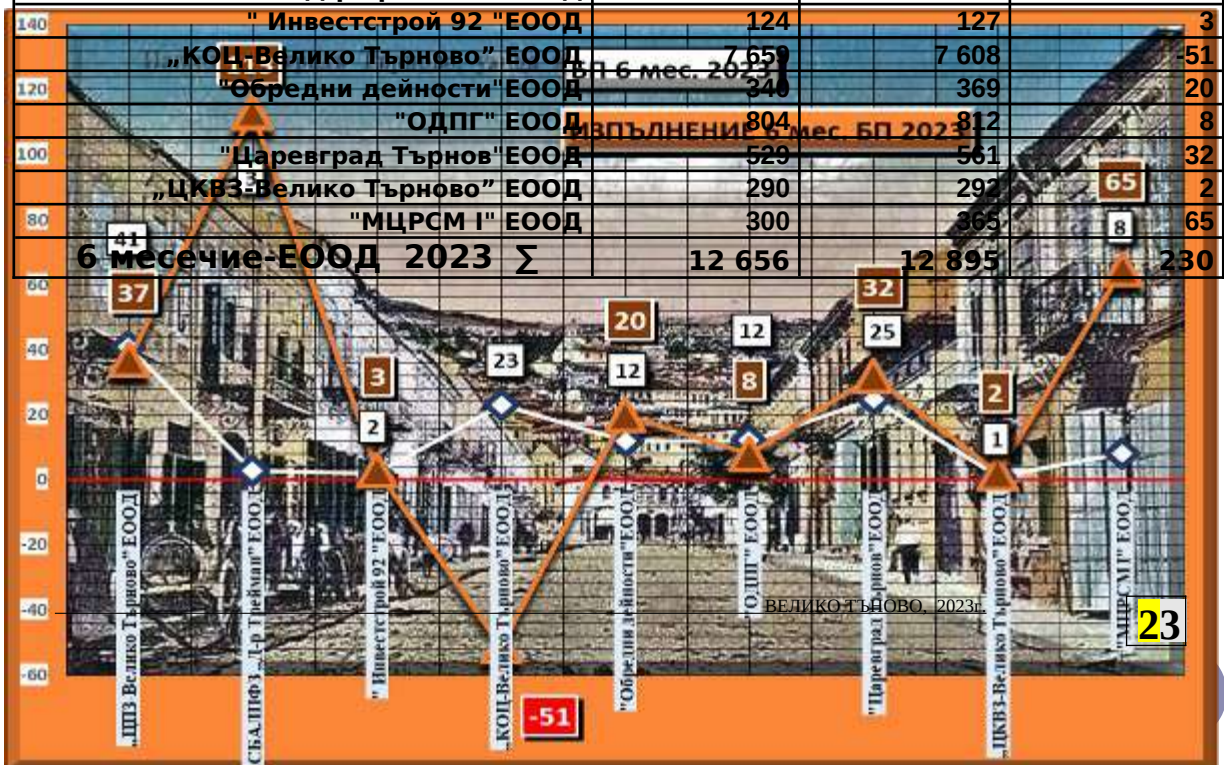 " Инвестстрой 92 "ЕООД 124 127 3
„КОЦ-Велико Търново” ЕООД 7 659 7 608 -51
"Обредни дейности"ЕООД 369 20
"ОДПГ" ЕООД 804 812 8
"Царевград Търнов"ЕООД 529 561 32
„ЦКВЗ-Велико Търново” ЕООД 290 292 2
"МЦРСМ I" ЕООД 300 365 65
6 месечие-ЕООД 2023 ∑ 12 656 12 895 230
БП 6 мес. 2023
ИЗПЪЛНЕНИЕ 6 мес. БП 2023
140
120
100
80
60
40
20
0
-20
-40
-60
41
37
3
2
23
-51
20
12
12
8
32
25
2
1
65
8
„ЦПЗ Велико Търново" ЕООД
" Инвестстрой 92 "ЕООД
„КОЦ-Велико Търново" ЕООД
"Обредни дейности"ЕООД
"ОДПГ" ЕООД
"Царевград Търнов"ЕООД
„ЦКВЗ-Велико Търново" ЕООД
ВЕЛИКО ТЪНОВО, 2023г.
23